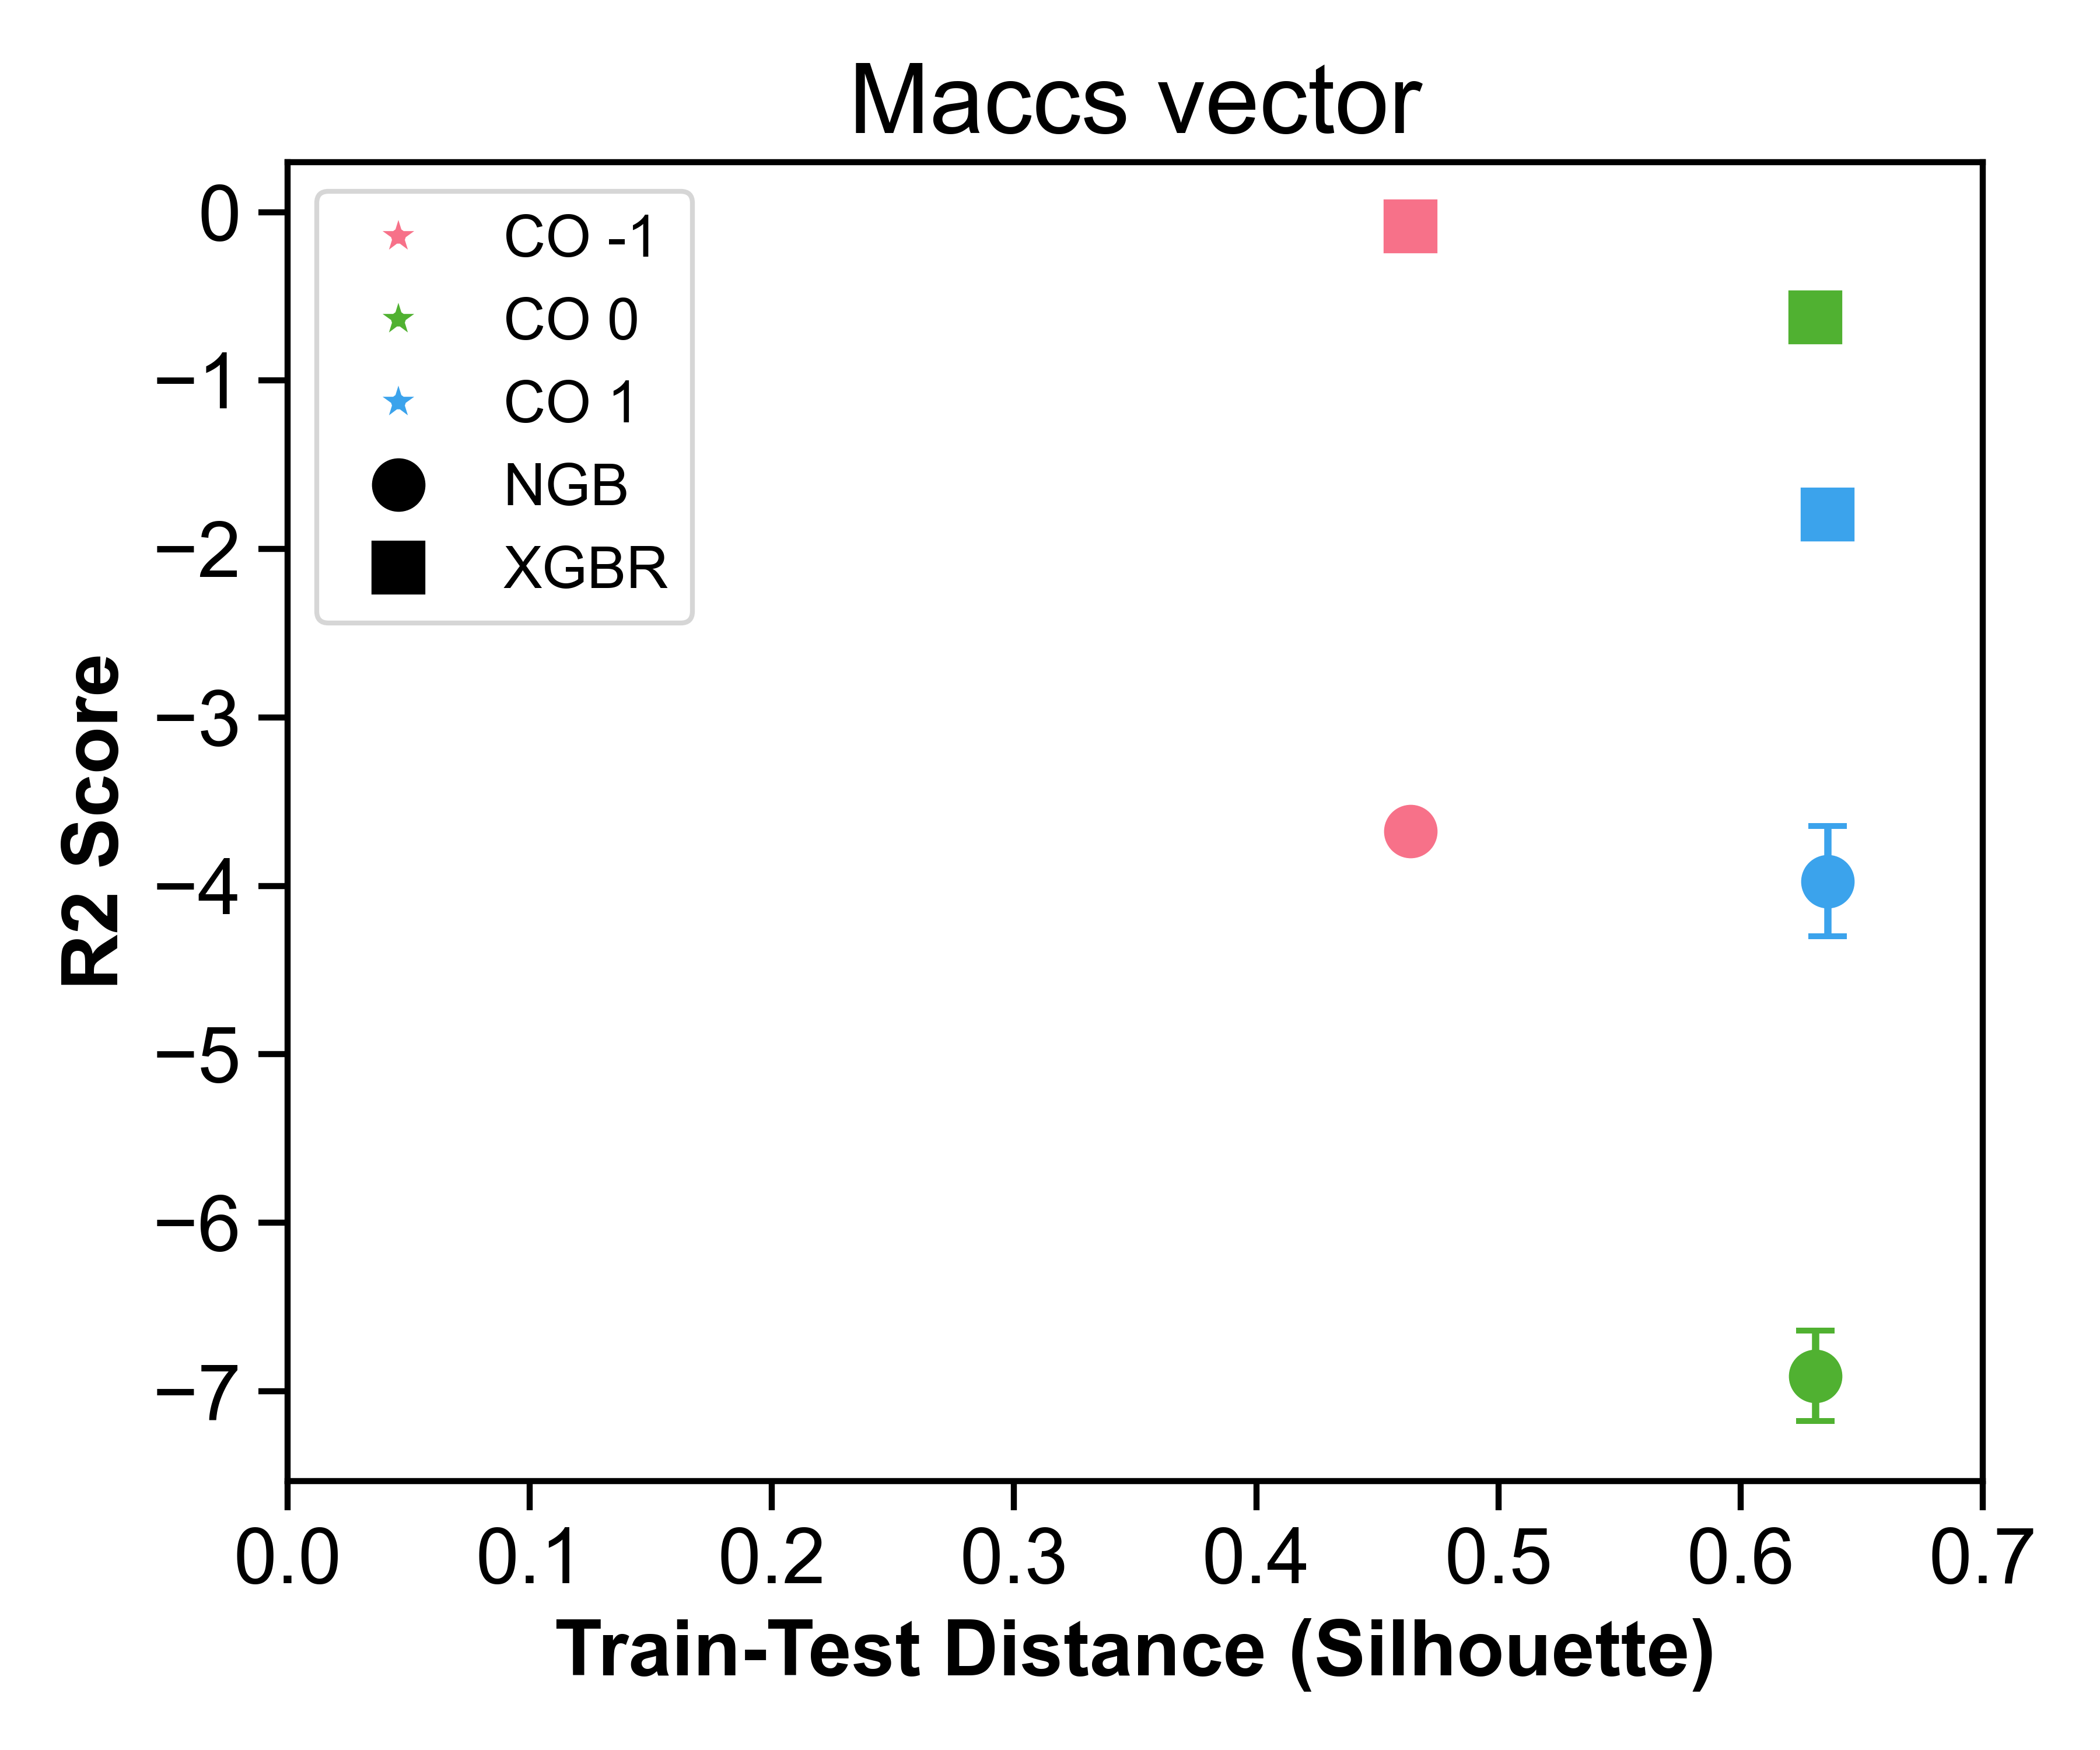 Maccs vector
CO -1
CO 0
CO 1
NGB
XGBR
R2 Score
0
−1
−2
−3
−4
−5
−6
−7
0.0 0.1 0.2 0.3 0.4 0.5 0.6 0.7
Train-Test Distance (Silhouette)